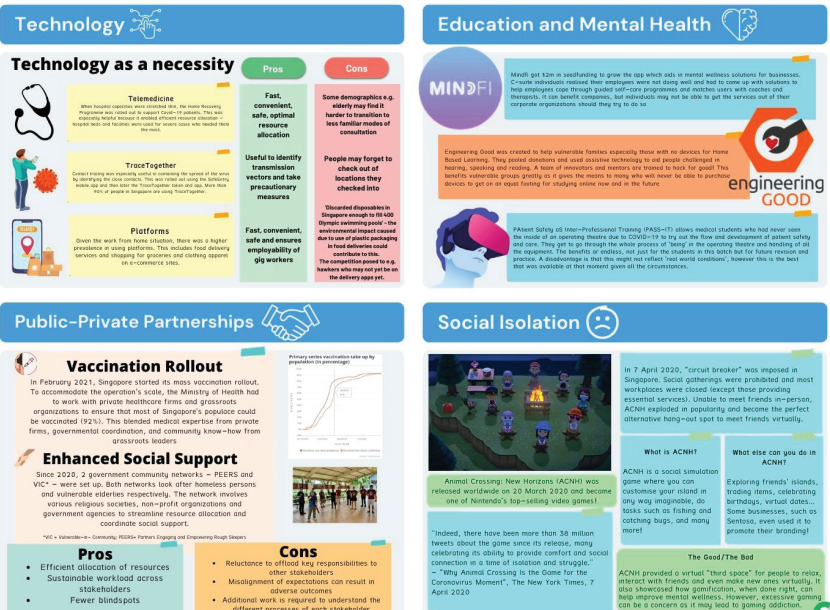 Technology
Technology as a necessity
Pros
Cons
Telemedicine
When hospital capacities were stretched thin, the Home Recovery
Programme was rolled out to support Covid-19 patients. This was
especially helpful because it enabled efficient resource allocation -
hospital beds and facilities were used for severe cases who needed them
the most.
Fast,
convenient,
safe, optimal
resource
allocation
Some demographics e.g.
elderly may find it
harder to transition to
less familiar modes of
consultation
TraceTogether
Contact tracing was especially useful in containing the spread of the virus
by identifying the close contacts. This was rolled out using the SafeEntry
mobile app and then later the TraceTogether token and app. More than
90% of people in Singapore are using TraceTogether.
Useful to identify
transmission
vectors and take
precautionary
measures
People may forget to
check out of
locations they
checked into
Platforms
Given the work from home situation, there was a higher
prevalence in using platforms. This includes food delivery
services and shopping for groceries and clothing apparel
on e-commerce sites.
Fast, convenient,
safe and ensures
employability of
gig workers
'Discarded disposables in
Singapore enough to fill 400
Olympic swimming pools' - the
environmental impact caused
due to use of plastic packaging
in food deliveries could
contribute to this.
The competition posed to e.g.
hawkers who may not yet be on
the delivery apps yet.
Education and Mental Health
MINDFI
Mindfi got $2m in seedfunding to grow the app which aids in mental wellness solutions for businesses.
C-suite individuals realised their employees were not doing well and had to come up with solutions to
help employees cope through guided self-care programmes and matches users with coaches and
therapists. It can benefit companies, but individuals may not be able to get the services out of their
corporate organizations should they try to do so.
Engineering Good was created to help vulnerable families especially those with no devices for Home
Based Learning. They pooled donations and used assistive technology to aid people challenged in
hearing, speaking and reading. A team of innovators and mentors are trained to hack for good! This
benefits vulnerable groups greatly as it gives the means to many who will never be able to purchase
devices to get on an equal footing for studying online now and in the future
engineering
GOOD
PAtient Safety aS Inter-Professional Training (PASS-IT) allows medical students who had never seen
the inside of an operating theatre due to COVID-19 to try out the flow and development of patient safety
and care. They get to go through the whole process of 'being' in the operating theatre and handling of all
the equipment. The benefits or endless, not just for the students in this batch but for future revision and
practice. A disadvantage is that this might not reflect 'real world conditions', however this is the best
that was available at that moment given all the circumstances.
Public-Private Partnerships
Vaccination Rollout
In February 2021, Singapore started its mass vaccination rollout.
To accommodate the operation's scale, the Ministry of Health had
to work with private healthcare firms and grassroots
organizations to ensure that most of Singapore's populace could
be vaccinated (92%). This blended medical expertise from private
firms, governmental coordination, and community know-how from
grassroots leaders
Primary series vaccination take up by
population (in percentage)
Enhanced Social Support
Since 2020, 2 government community networks - PEERS and
VIC* - were set up. Both networks look after homeless persons
and vulnerable elderlies respectively. The network involves
various religious societies, non-profit organizations and
government agencies to streamline resource allocation and
coordinate social support.
Pros
• Efficient allocation of resources
• Sustainable workload across
stakeholders
• Fewer blindspots
Cons
• Reluctance to offload key responsibilities to
other stakeholders
• Misalignment of expectations can result in
adverse outcomes
• Additional work is required to understand the
different processes of each stakeholder
Social Isolation
Animal Crossing: New Horizons (ACNH) was
released worldwide on 20 March 2020 and become
one of Nintendo's top-selling video games!
"Indeed, there have been more than 38 million
tweets about the game since its release, many
celebrating its ability to provide comfort and social
connection in a time of isolation and struggle."
- "Why Animal Crossing Is the Game for the
Coronavirus Moment", The New York Times, 7
April 2020
In 7 April 2020, "circuit breaker" was imposed in
Singapore. Social gatherings were prohibited and most
workplaces were closed (except those providing
essential services). Unable to meet friends in-person,
ACNH exploded in popularity and become the perfect
alternative hang-out spot to meet friends virtually.
What is ACNH?
ACNH is a social simulation
game where you can
customise your island in
any way imaginable, do
tasks such as fishing and
catching bugs, and many
more!
What else can you do in
ACNH?
Exploring friends' islands,
trading items, celebrating
birthdays, virtual dates...
Some businesses, such as
Sentosa, even used it to
promote their branding!
The Good/The Bad
ACNH provided a virtual "third space" for people to relax,
interact with friends and even make new ones virtually. It
also showcased how gamification, when done right, can
help improve mental wellness. However, excessive gaming
can be a concern as it may lead to gaming addiction.